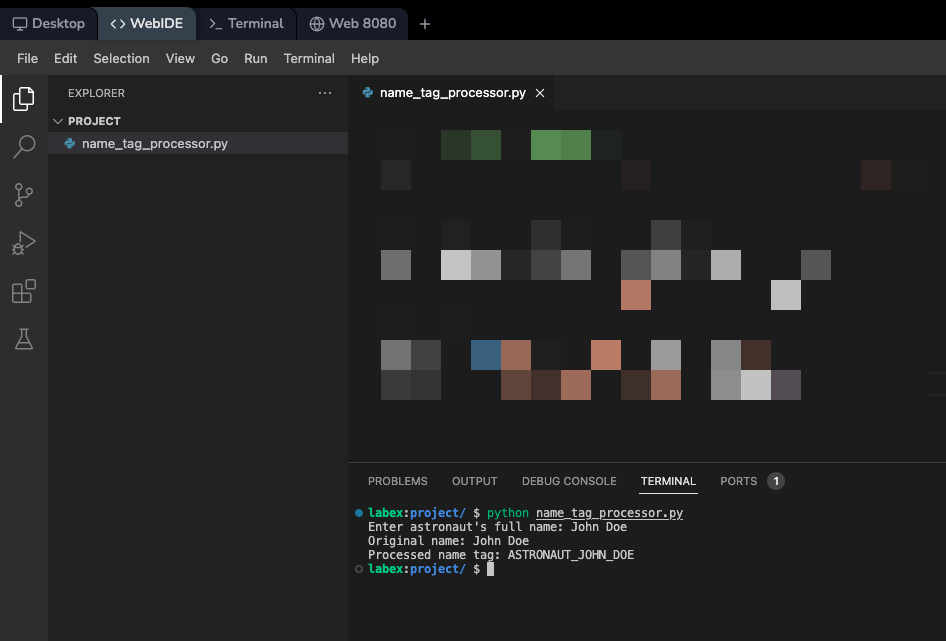 Desktop WebIDE Terminal Web 8080
File Edit Selection View Go Run Terminal Help
EXPLORER
PROJECT
name_tag_processor.py
name_tag_processor.py
PROBLEMS OUTPUT DEBUG CONSOLE TERMINAL PORTS 1
labex:project/ $ python name_tag_processor.py
Enter astronaut's full name: John Doe
Original name: John Doe
Processed name tag: ASTRONAUT_JOHN_DOE
labex:project/ $